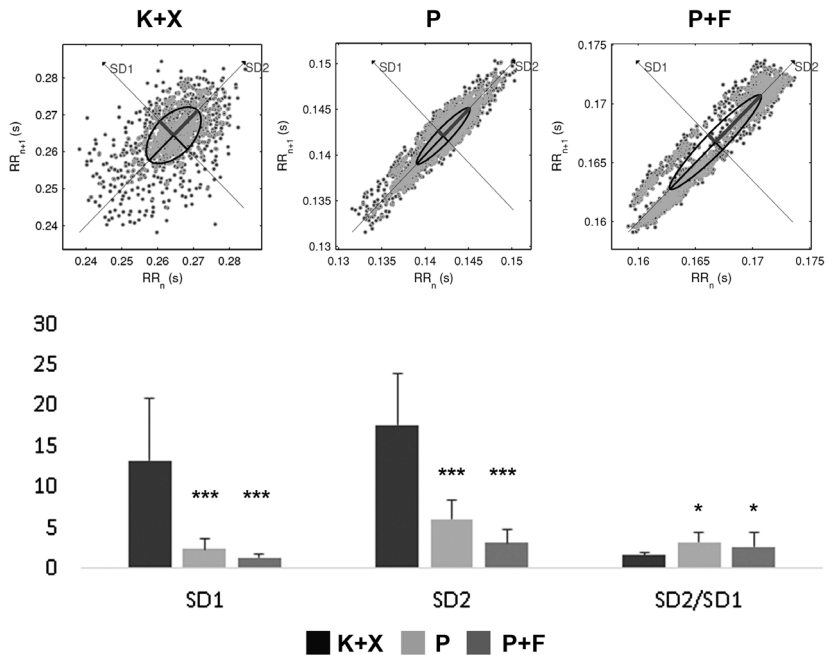 K+X P P+F
0.28
0.27
0.26
0.25
0.24
RRn+1 (s)
SD1
SD2
0.24 0.25 0.26 0.27 0.28
RRn (s)
0.15
0.145
0.14
0.135
0.13
RRn+1 (s)
SD1
SD2
0.13 0.135 0.14 0.145 0.15
RRn (s)
0.175
0.17
0.165
0.16
RRn+1 (s)
SD1
SD2
0.16 0.165 0.17 0.175
RRn (s)
30
25
20
15
10
5
0
*** ***
*** ***
* *
SD1 SD2 SD2/SD1
K+X P P+F